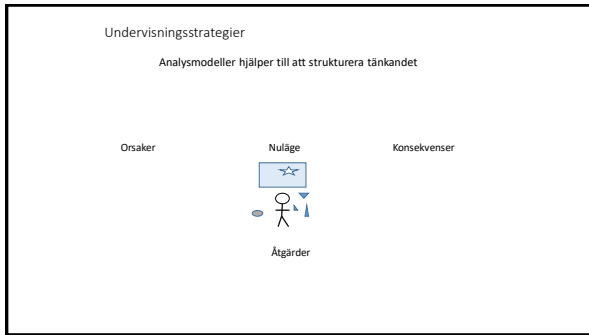 Undervisningsstrategier
Analysmodeller hjälper till att strukturera tänkandet
Orsaker Nuläge Konsekvenser
Åtgärder